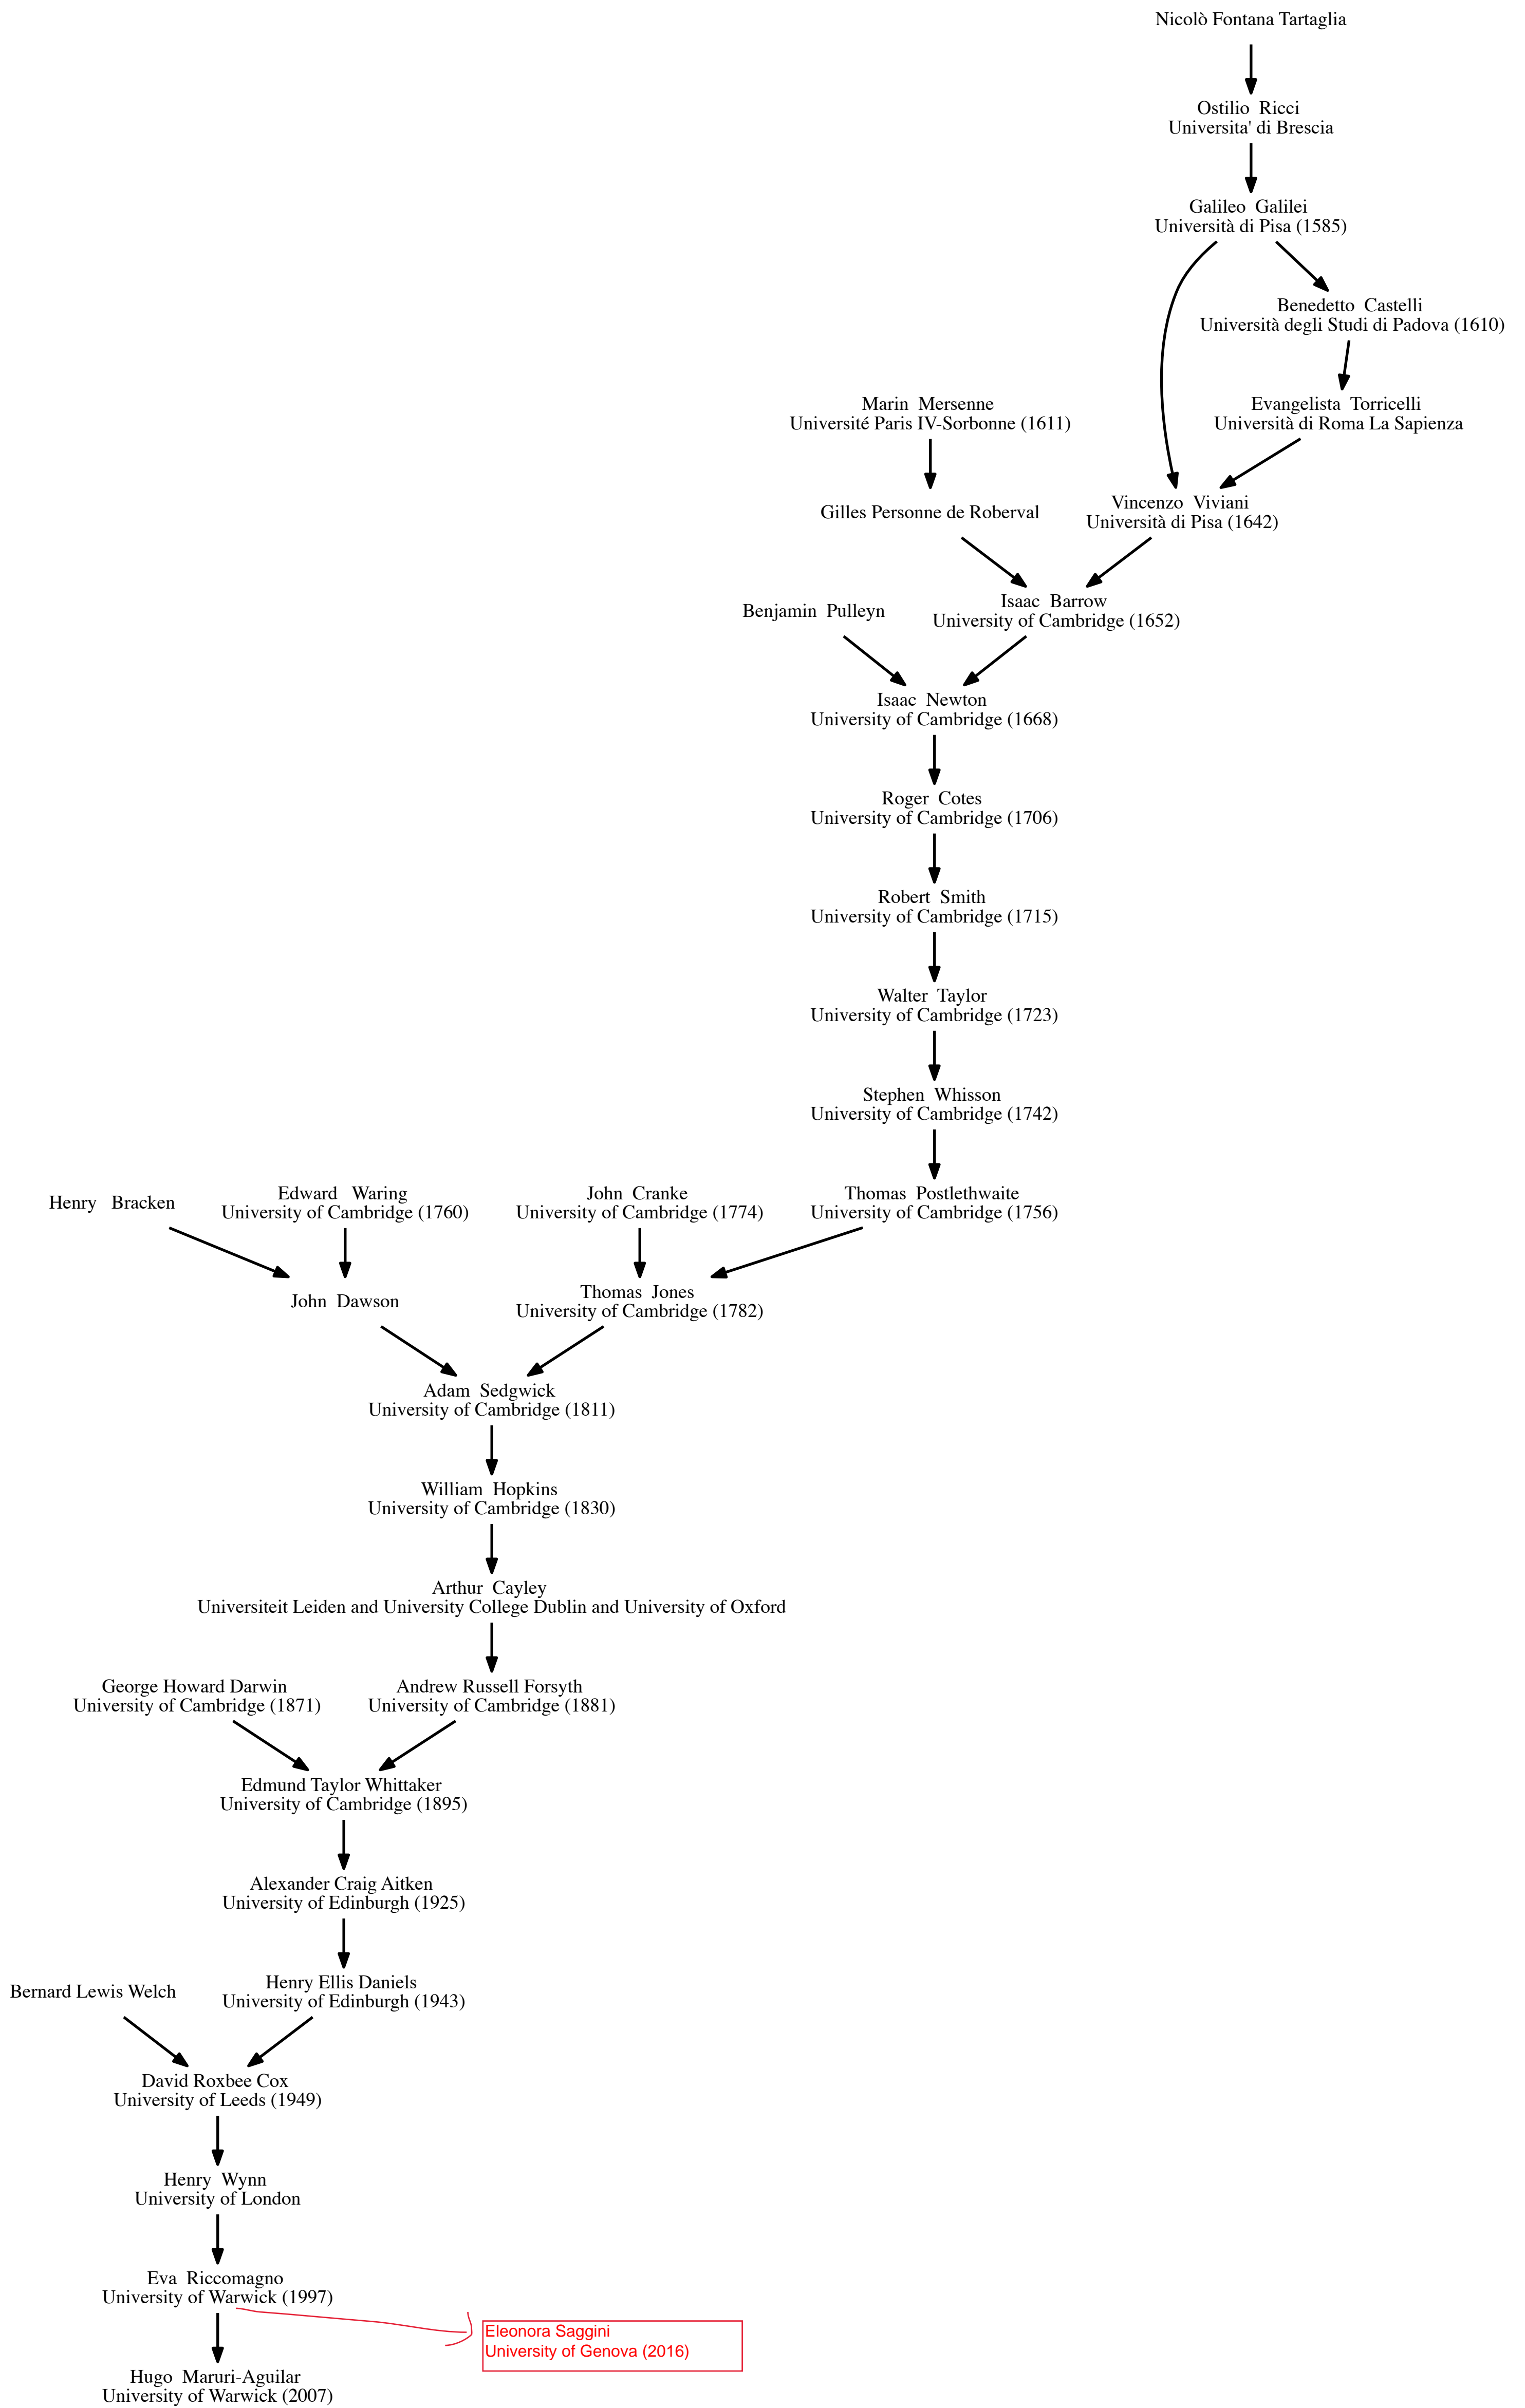 Nicolò Fontana Tartaglia
Ostilio Ricci
Universita' di Brescia
Galileo Galilei
Università di Pisa (1585)
Benedetto Castelli
Università degli Studi di Padova (1610)
Marin Mersenne
Université Paris IV-Sorbonne (1611)
Evangelista Torricelli
Università di Roma La Sapienza
Gilles Personne de Roberval
Vincenzo Viviani
Università di Pisa (1642)
Benjamin Pulleyn
Isaac Barrow
University of Cambridge (1652)
Isaac Newton
University of Cambridge (1668)
Roger Cotes
University of Cambridge (1706)
Robert Smith
University of Cambridge (1715)
Walter Taylor
University of Cambridge (1723)
Stephen Whisson
University of Cambridge (1742)
Henry Bracken
Edward Waring
University of Cambridge (1760)
John Cranke
University of Cambridge (1774)
Thomas Postlethwaite
University of Cambridge (1756)
John Dawson
Thomas Jones
University of Cambridge (1782)
Adam Sedgwick
University of Cambridge (1811)
William Hopkins
University of Cambridge (1830)
Arthur Cayley
Universiteit Leiden and University College Dublin and University of Oxford
George Howard Darwin
University of Cambridge (1871)
Andrew Russell Forsyth
University of Cambridge (1881)
Edmund Taylor Whittaker
University of Cambridge (1895)
Alexander Craig Aitken
University of Edinburgh (1925)
Bernard Lewis Welch
Henry Ellis Daniels
University of Edinburgh (1943)
David Roxbee Cox
University of Leeds (1949)
Henry Wynn
University of London
Eva Riccomagno
University of Warwick (1997)
Eleonora Saggini
University of Genova (2016)
Hugo Maruri-Aguilar
University of Warwick (2007)